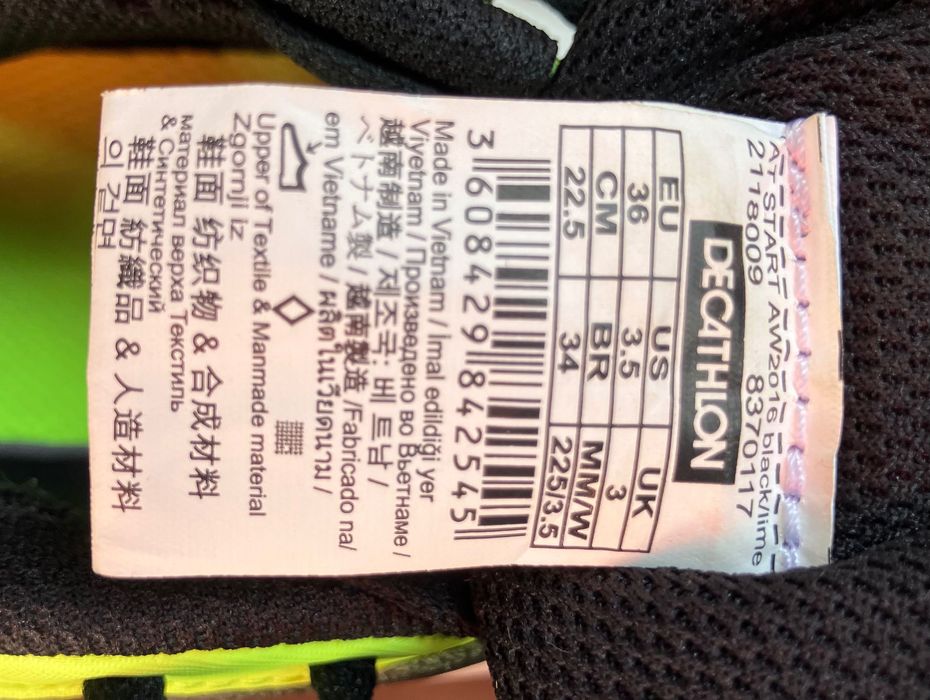 AT START AW2016 black/lime
2118009 8370117
DECATHLON
EU US UK
36 3.5 3
CM BR MM/W
22.5 34 225/3.5
3 608429 842545
Made in Vietnam / İmal edildiği yer
Viyetnam / Произведено во Вьетнаме /
越南制造 / 제조국: 베트남 /
ベトナム製 / 越南製造 /Fabricado na/
em Vietname / ผลิตในเวียดนาม /
Upper of Textile & Manmade material
Zgornji iz
鞋面 纺织物 & 合成材料
материал верха Текстиль
& Синтетический
鞋面 紡織品 & 人造材料
의 겉면